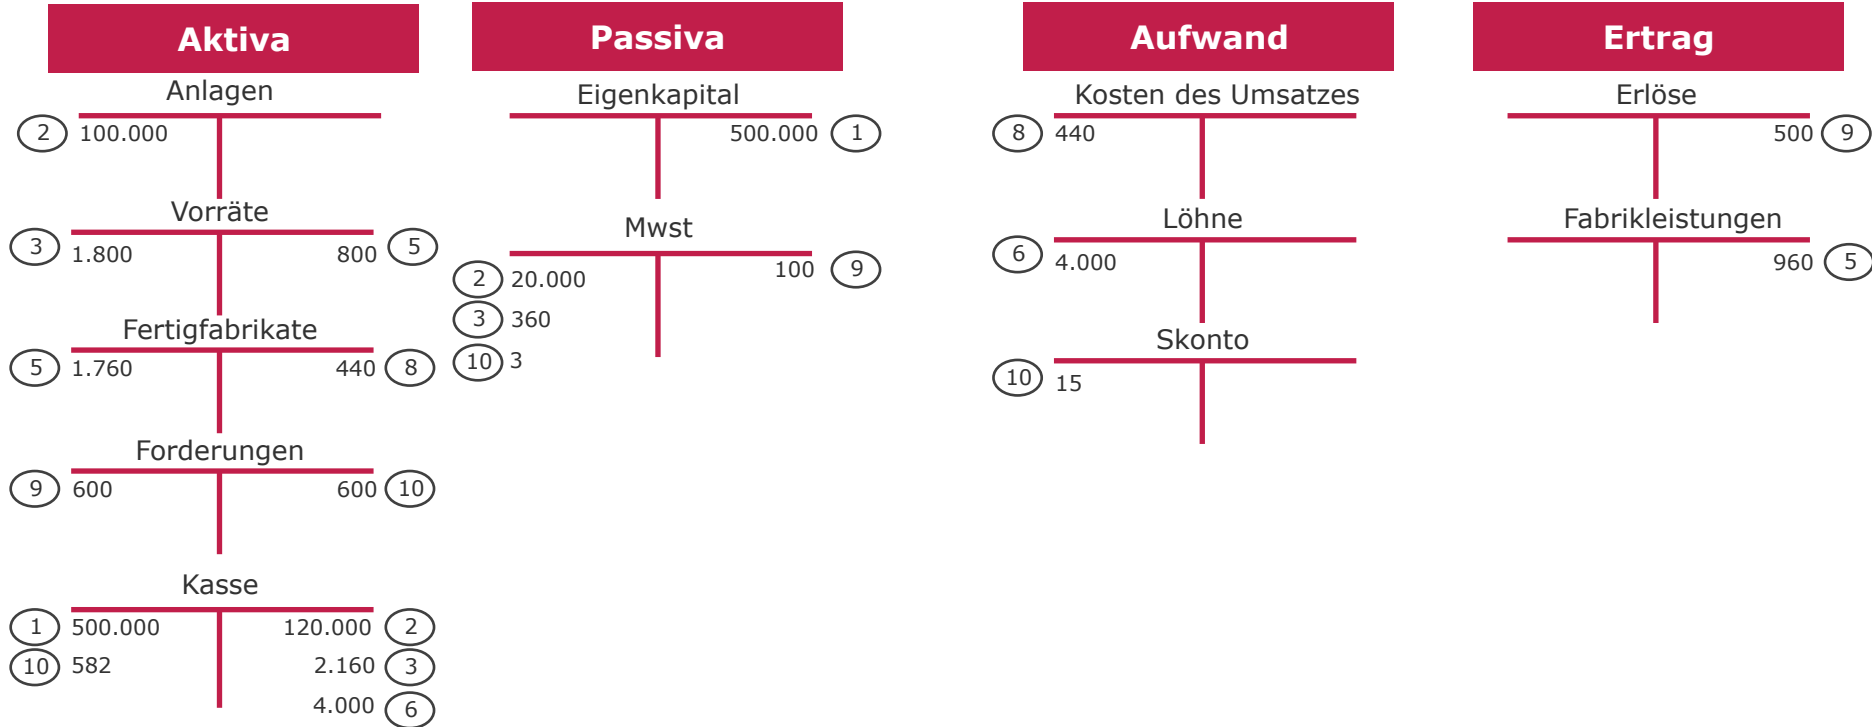 Aktiva
Anlagen
2 100.000
Vorräte
3 1.800 800 5
Fertigfabrikate
5 1.760 440 8
Forderungen
9 600 600 10
Kasse
1 500.000 120.000 2
10 582 2.160 3
4.000 6
Passiva
Eigenkapital
500.000 1
Mwst
2 20.000 100 9
3 360
10 3
Aufwand
Kosten des Umsatzes
8 440
Löhne
6 4.000
Skonto
10 15
Ertrag
Erlöse
500 9
Fabrikleistungen
960 5